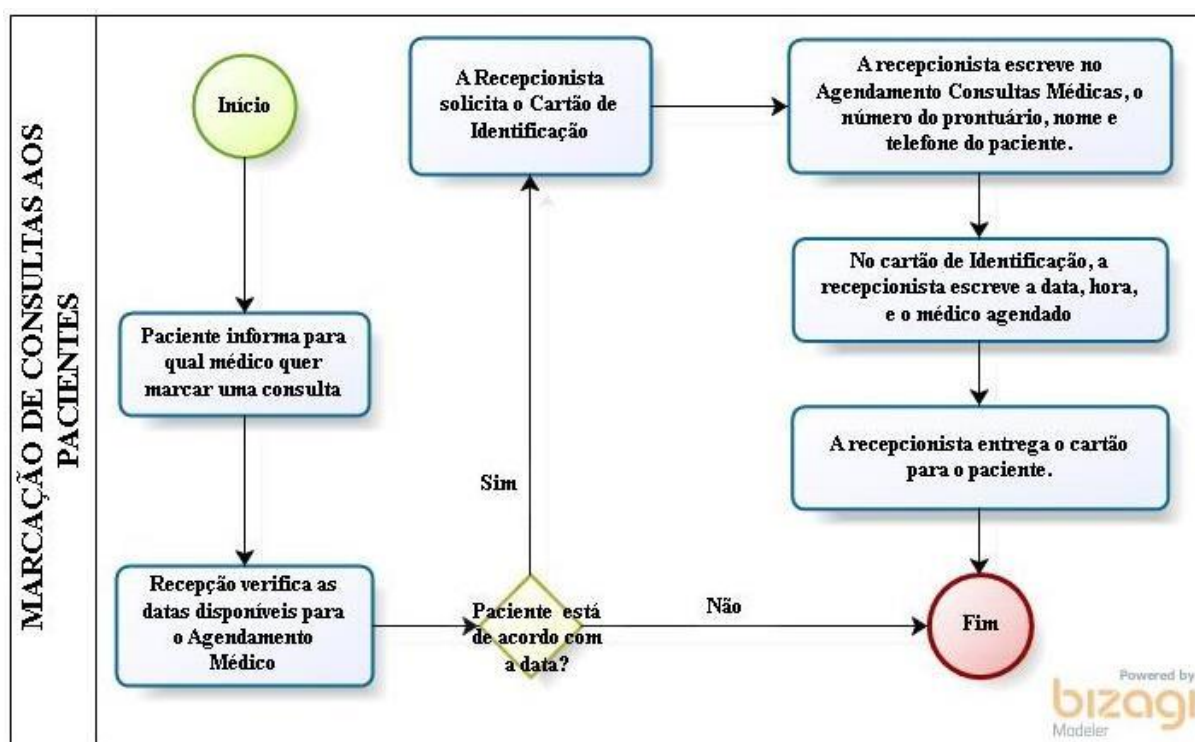 MARCAÇÃO DE CONSULTAS AOS
PACIENTES
Início
Paciente informa para
qual médico quer
marcar uma consulta
Recepção verifica as
datas disponíveis para
o Agendamento
Médico
Paciente está
de acordo com
a data?
Sim
Não
A Recepcionista
solicita o Cartão de
Identificação
A recepcionista escreve no
Agendamento Consultas Médicas, o
número do prontuário, nome e
telefone do paciente.
No cartão de Identificação, a
recepcionista escreve a data, hora,
e o médico agendado
A recepcionista entrega o cartão
para o paciente.
Fim
Powered by
bizagi
Modeler